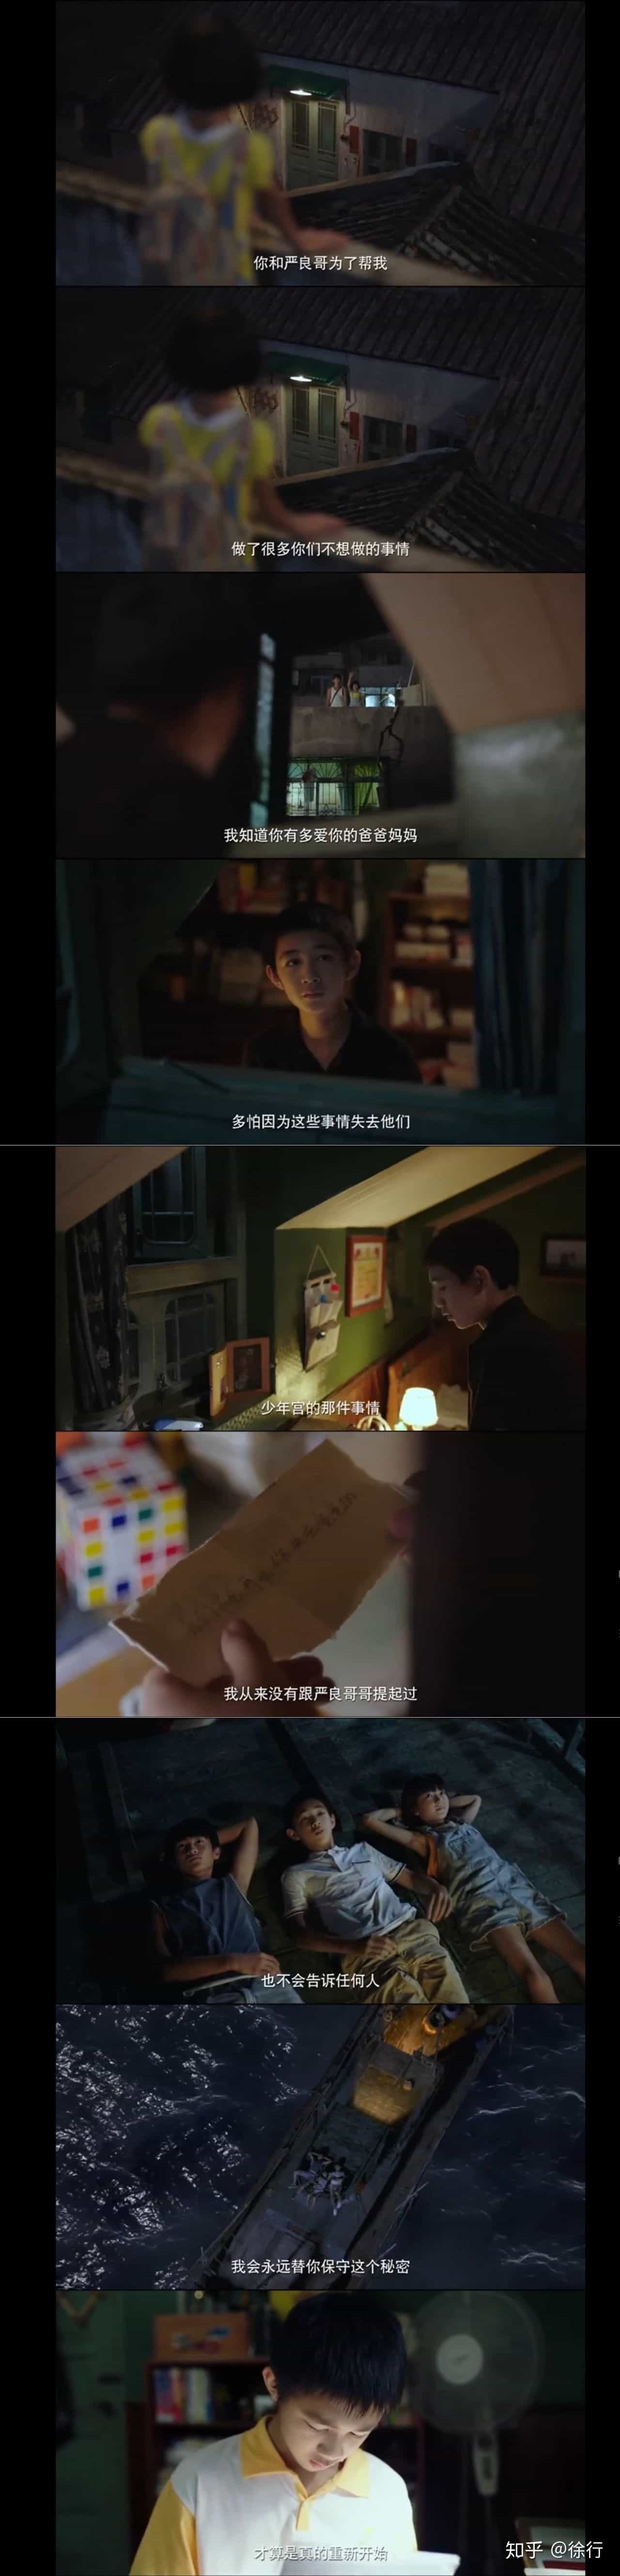 你和严良哥为了帮我
做了很多你们不想做的事情
我知道你有多爱你的爸爸妈妈
多怕因为这些事情失去他们
少年宫的那件事情
我从来没有跟严良哥哥提起过
也不会告诉任何人
我会永远替你保守这个秘密
才算是真的重新开始
知乎 @徐行